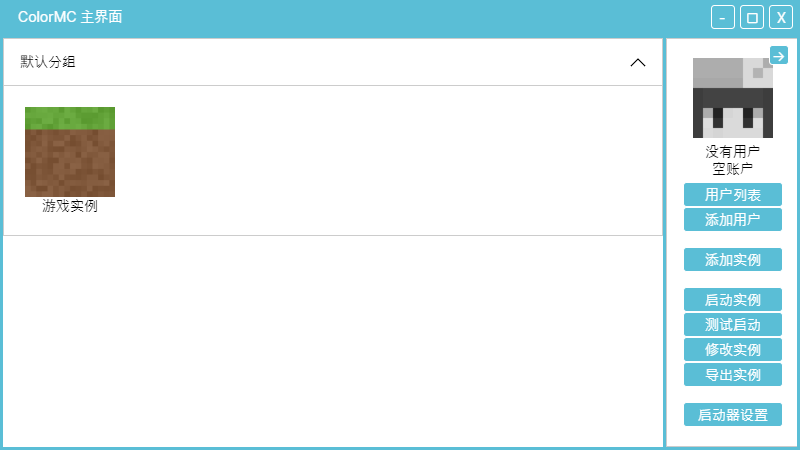 ColorMC 主界面
- X
默认分组
游戏实例
没有用户
空账户
用户列表
添加用户
添加实例
启动实例
测试启动
修改实例
导出实例
启动器设置